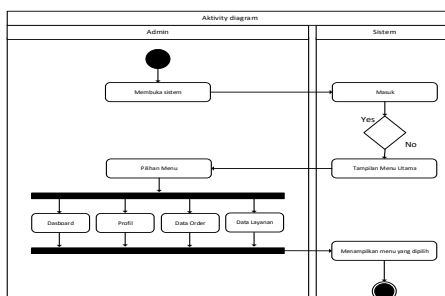 Aktivity diagram
Admin
Sistem
Membuka sistem
Masuk
Yes
No
Pilihan Menu
Tampilan Menu Utama
Dasboard
Profil
Data Order
Data Layanan
Menampilkan menu yang dipilih